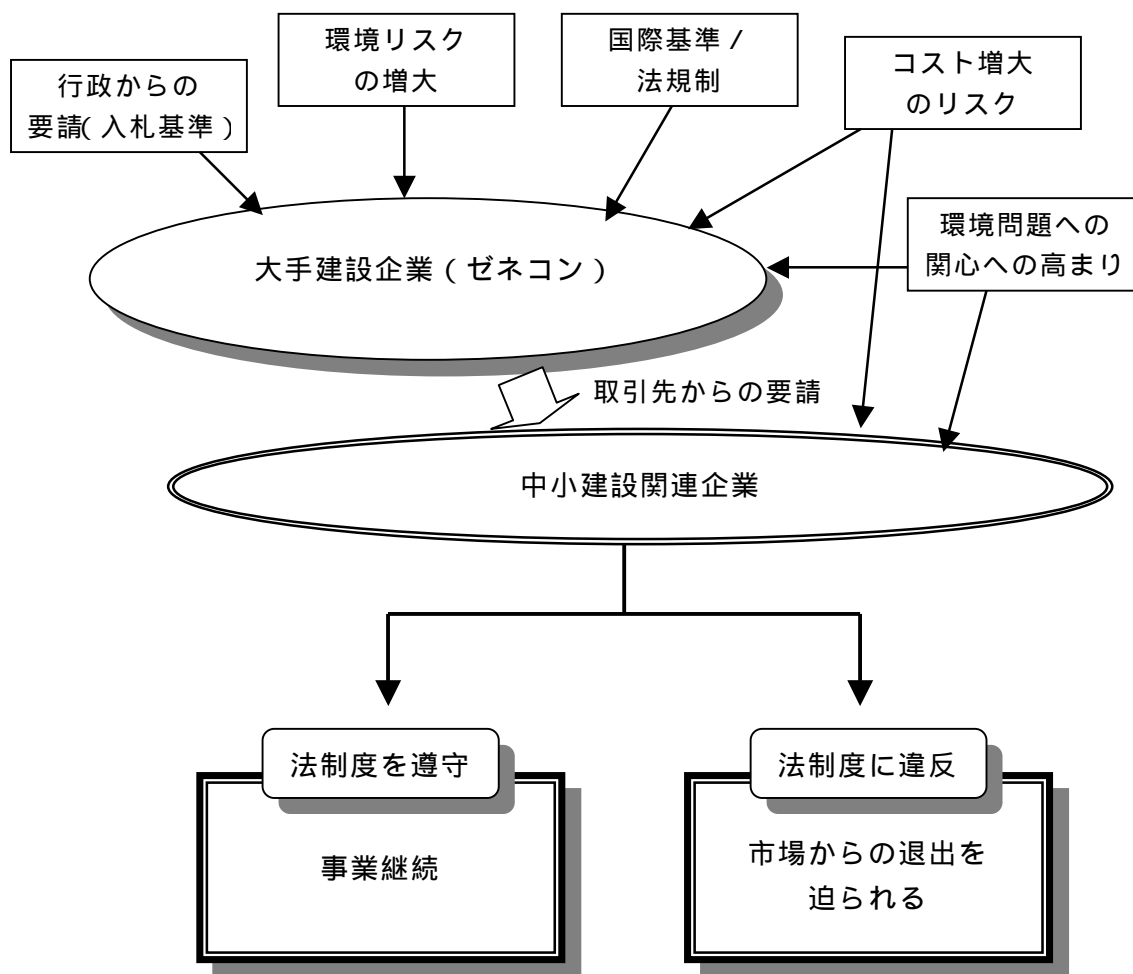 行政からの
要請(入札基準)
環境リスク
の増大
国際基準/
法規制
コスト増大
のリスク
環境問題への
関心への高まり
大手建設企業(ゼネコン)
取引先からの要請
中小建設関連企業
法制度を遵守
事業継続
法制度に違反
市場からの退出を
迫られる